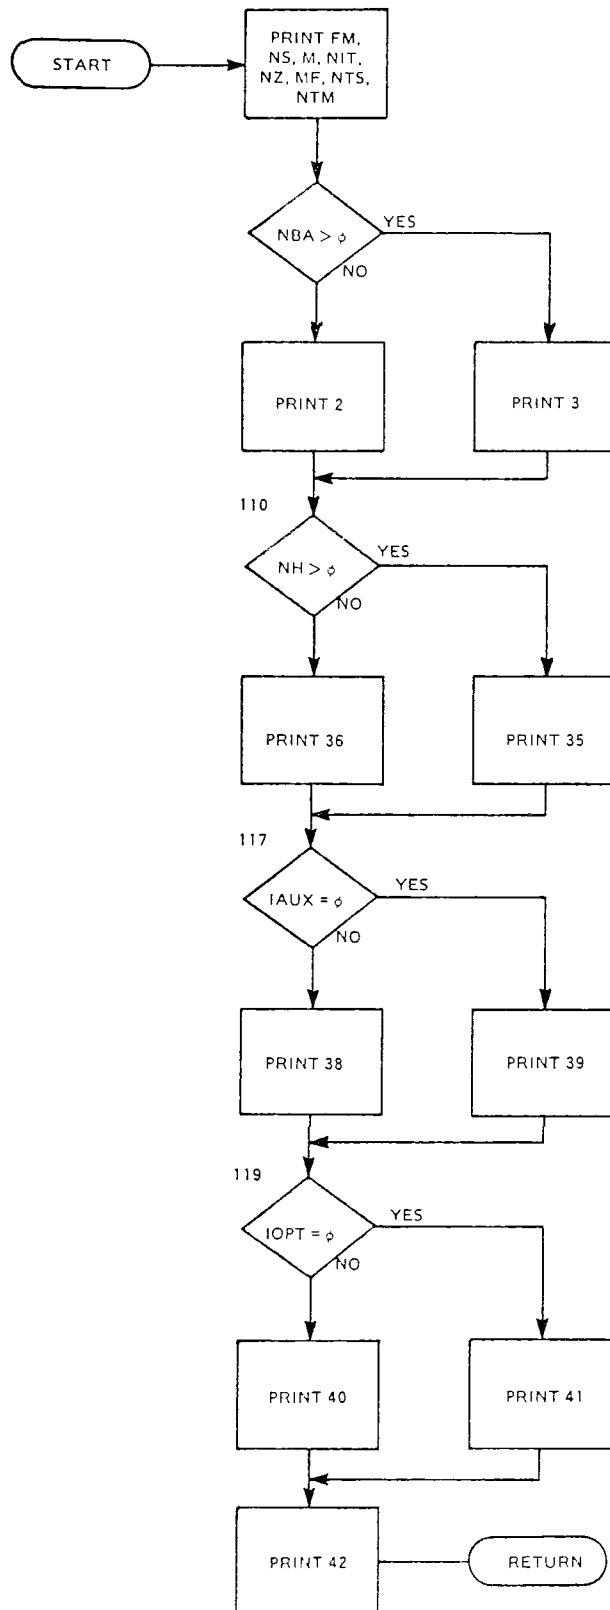 START
PRINT FM,
NS, M, NIT,
NZ, MF, NTS,
NTM
NBA > ϕ
YES
NO
PRINT 2
PRINT 3
110
NH > ϕ
YES
NO
PRINT 36
PRINT 35
117
IAUX = ϕ
YES
NO
PRINT 38
PRINT 39
119
IOPT = ϕ
YES
NO
PRINT 40
PRINT 41
PRINT 42
RETURN